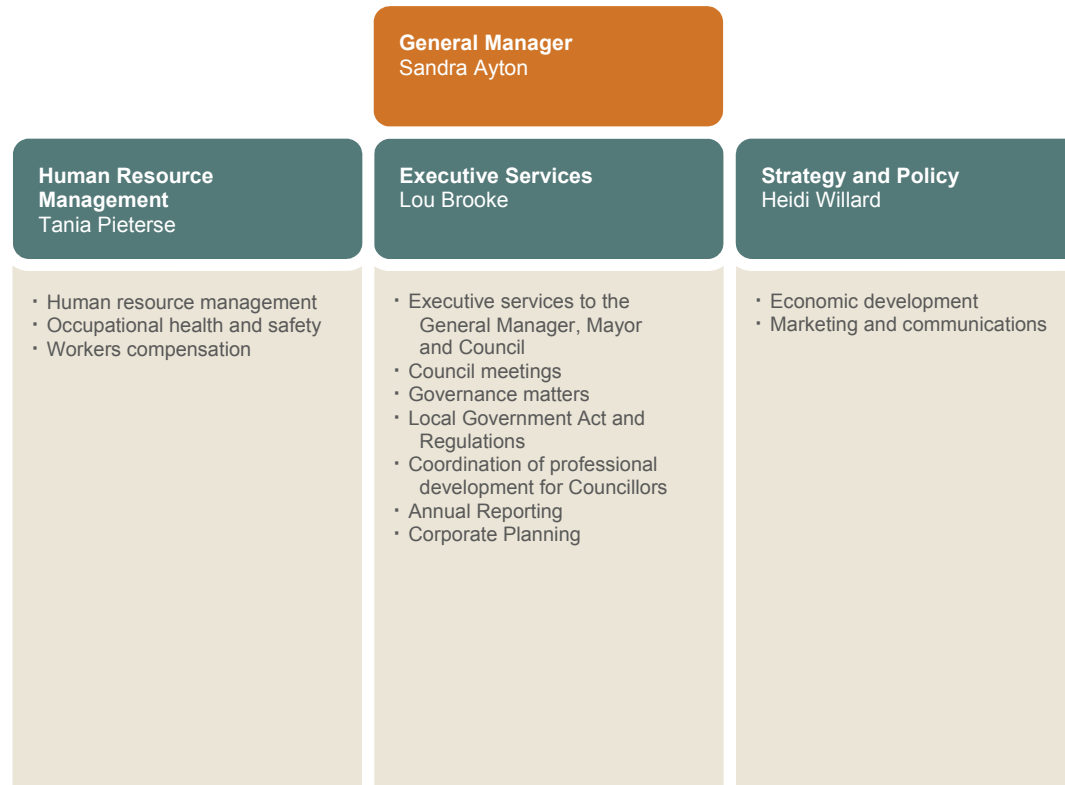 General Manager
Sandra Ayton
Human Resource
Management
Tania Pieterse
· Human resource management
· Occupational health and safety
· Workers compensation
Executive Services
Lou Brooke
· Executive services to the
General Manager, Mayor
and Council
· Council meetings
· Governance matters
· Local Government Act and
Regulations
· Coordination of professional
development for Councillors
· Annual Reporting
· Corporate Planning
Strategy and Policy
Heidi Willard
· Economic development
· Marketing and communications